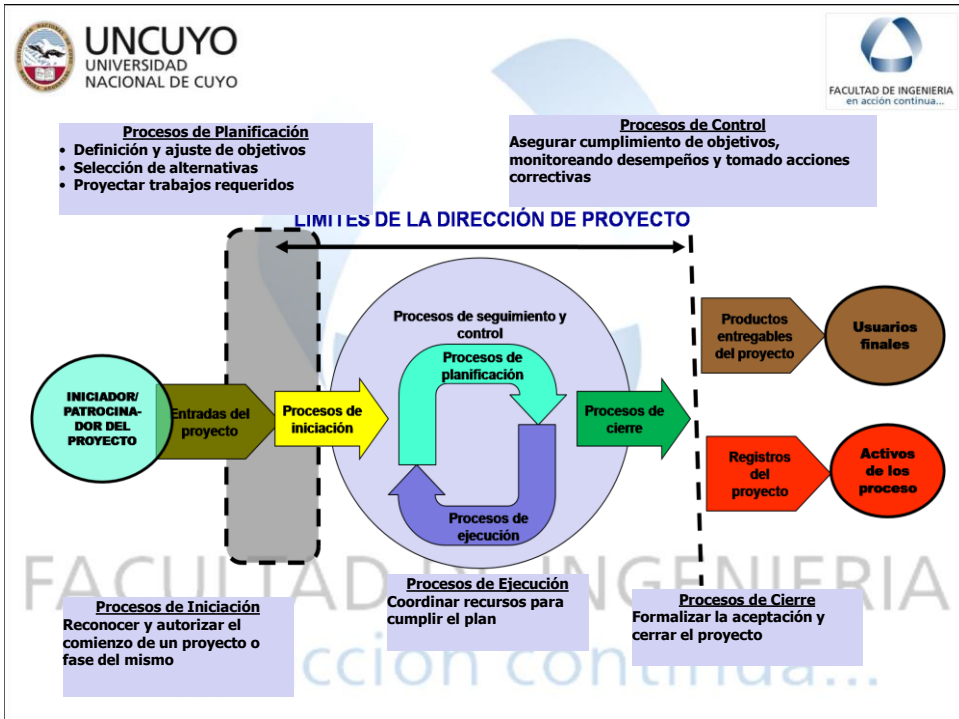 UNCUYO
UNIVERSIDAD
NACIONAL DE CUYO
FACULTAD DE INGENIERIA
en acción continua...
Procesos de Planificación
• Definición y ajuste de objetivos
• Selección de alternativas
• Proyectar trabajos requeridos
Procesos de Control
Asegurar cumplimiento de objetivos,
monitoreando desempeños y tomado acciones
correctivas
LÍMITES DE LA DIRECCIÓN DE PROYECTO
Procesos de seguimiento y
control
Procesos de
planificación
INICIADOR/
PATROCINA-
DOR DEL
PROYECTO
Entradas del
proyecto
Procesos de
iniciación
Procesos de
ejecución
Procesos de
cierre
Productos
entregables
del proyecto
Usuarios
finales
Registros
del
proyecto
Activos
de los
proceso
FACULTAD DE INGENIERIA
acción continua...
Procesos de Iniciación
Reconocer y autorizar el
comienzo de un proyecto o
fase del mismo
Procesos de Ejecución
Coordinar recursos para
cumplir el plan
Procesos de Cierre
Formalizar la aceptación y
cerrar el proyecto